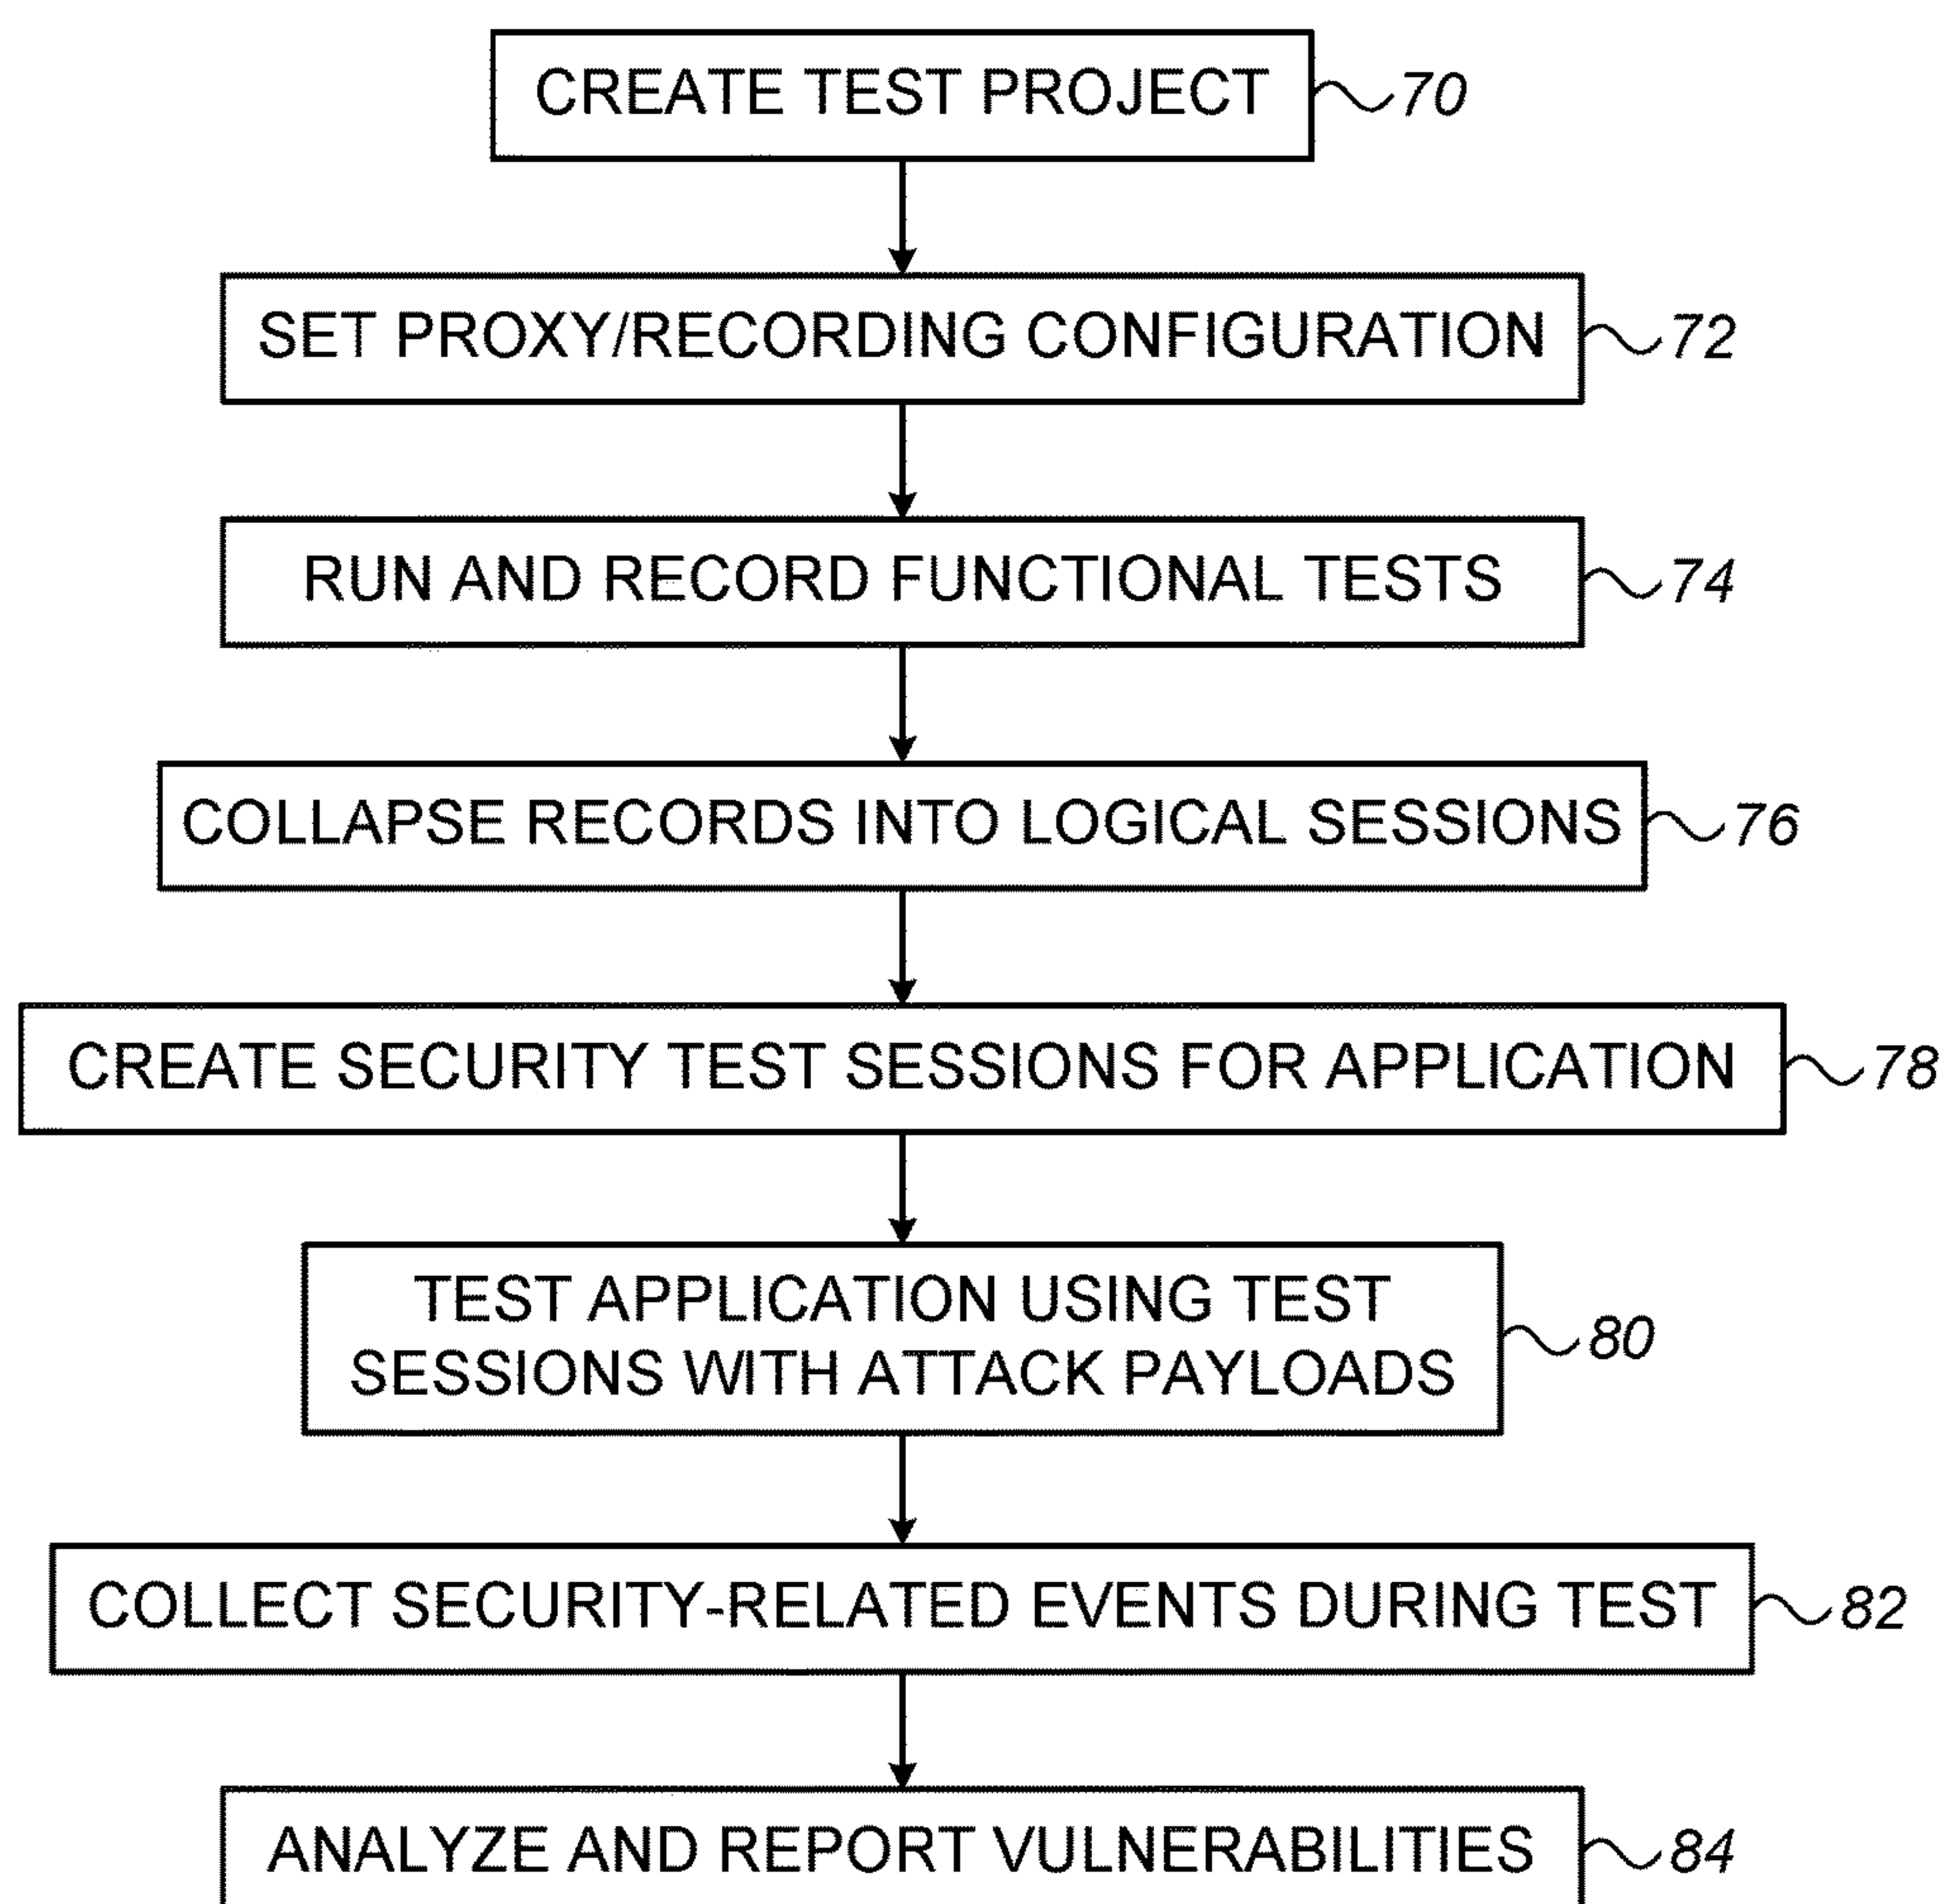 CREATE TEST PROJECT 70
SET PROXY/RECORDING CONFIGURATION 72
RUN AND RECORD FUNCTIONAL TESTS 74
COLLAPSE RECORDS INTO LOGICAL SESSIONS 76
CREATE SECURITY TEST SESSIONS FOR APPLICATION 78
TEST APPLICATION USING TEST
SESSIONS WITH ATTACK PAYLOADS 80
COLLECT SECURITY-RELATED EVENTS DURING TEST 82
ANALYZE AND REPORT VULNERABILITIES 84